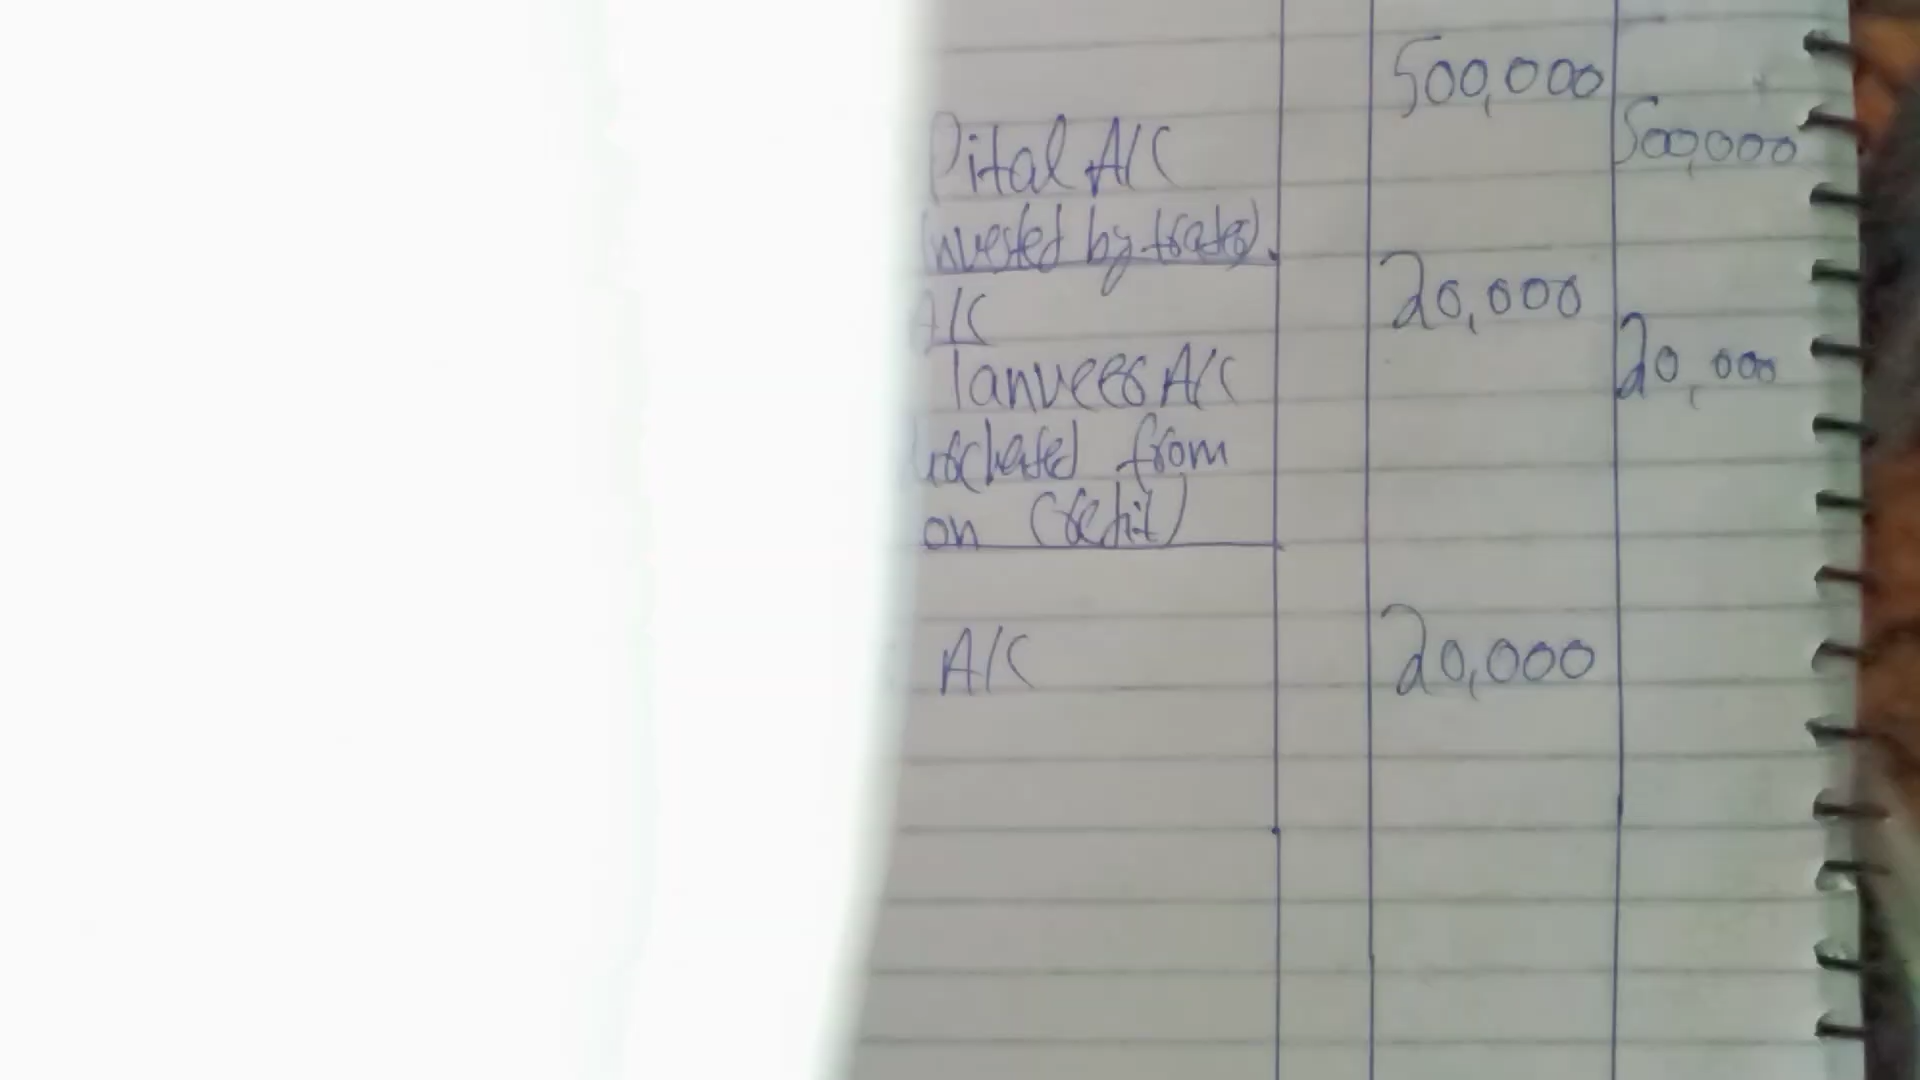 500,000
Pital A/C 500,000
nvested by trader).
A/C 20,000
Tanveer A/C 20,000
urchased from
on Credit)
A/C 20,000